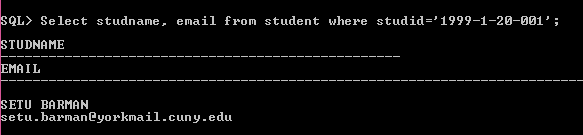 SQL> Select studname, email from student where studid='1999-1-20-001';
STUDNAME
--------------------------------------------------
EMAIL
--------------------------------------------------------------------------------
SETU BARMAN
setu.barman@yorkmail.cuny.edu